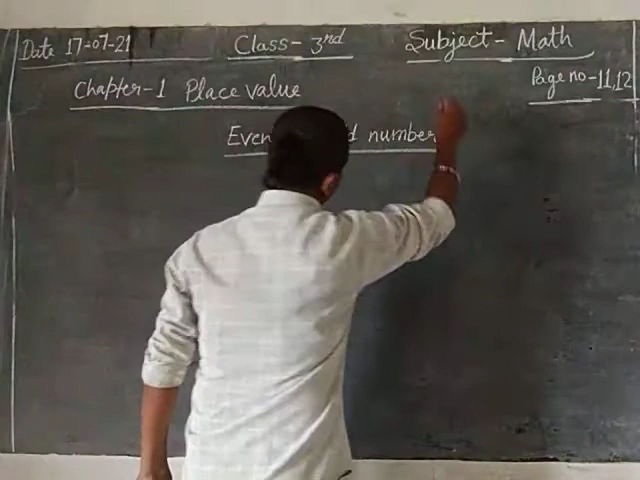 Date 17-07-21 Class- 3rd Subject- Math
Chapter-1 Place value Page no-11,12
Even number